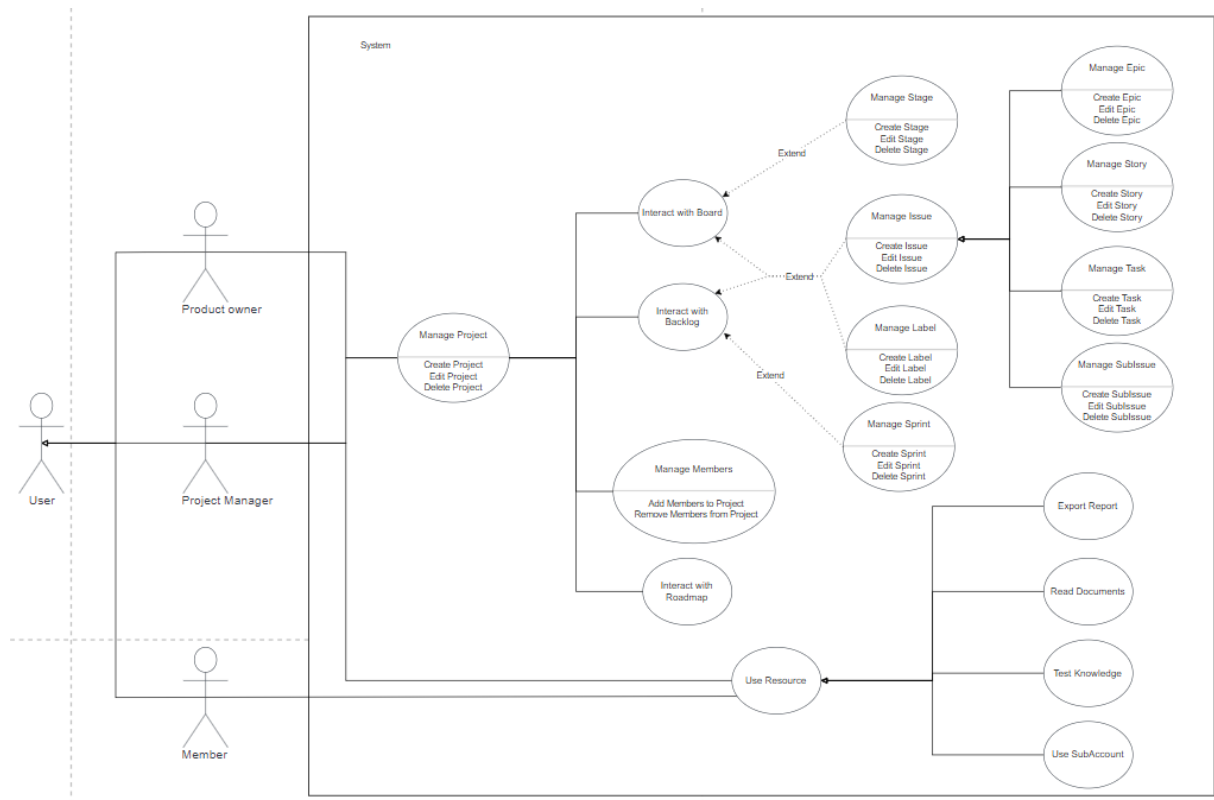 System
Manage Epic
Create Epic
Edit Epic
Delete Epic
Manage Stage
Create Stage
Edit Stage
Delete Stage
Extend
Manage Story
Create Story
Edit Story
Delete Story
Interact with Board
Manage Issue
Create Issue
Edit Issue
Delete Issue
Extend
Manage Task
Create Task
Edit Task
Delete Task
Product owner
Interact with
Backlog
Manage Project
Create Project
Edit Project
Delete Project
Manage Label
Create Label
Edit Label
Delete Label
Extend
Manage SubIssue
Create SubIssue
Edit SubIssue
Delete SubIssue
Manage Sprint
Create Sprint
Edit Sprint
Delete Sprint
User
Project Manager
Manage Members
Add Members to Project
Remove Members from Project
Export Report
Interact with
Roadmap
Read Documents
Use Resource
Test Knowledge
Member
Use SubAccount